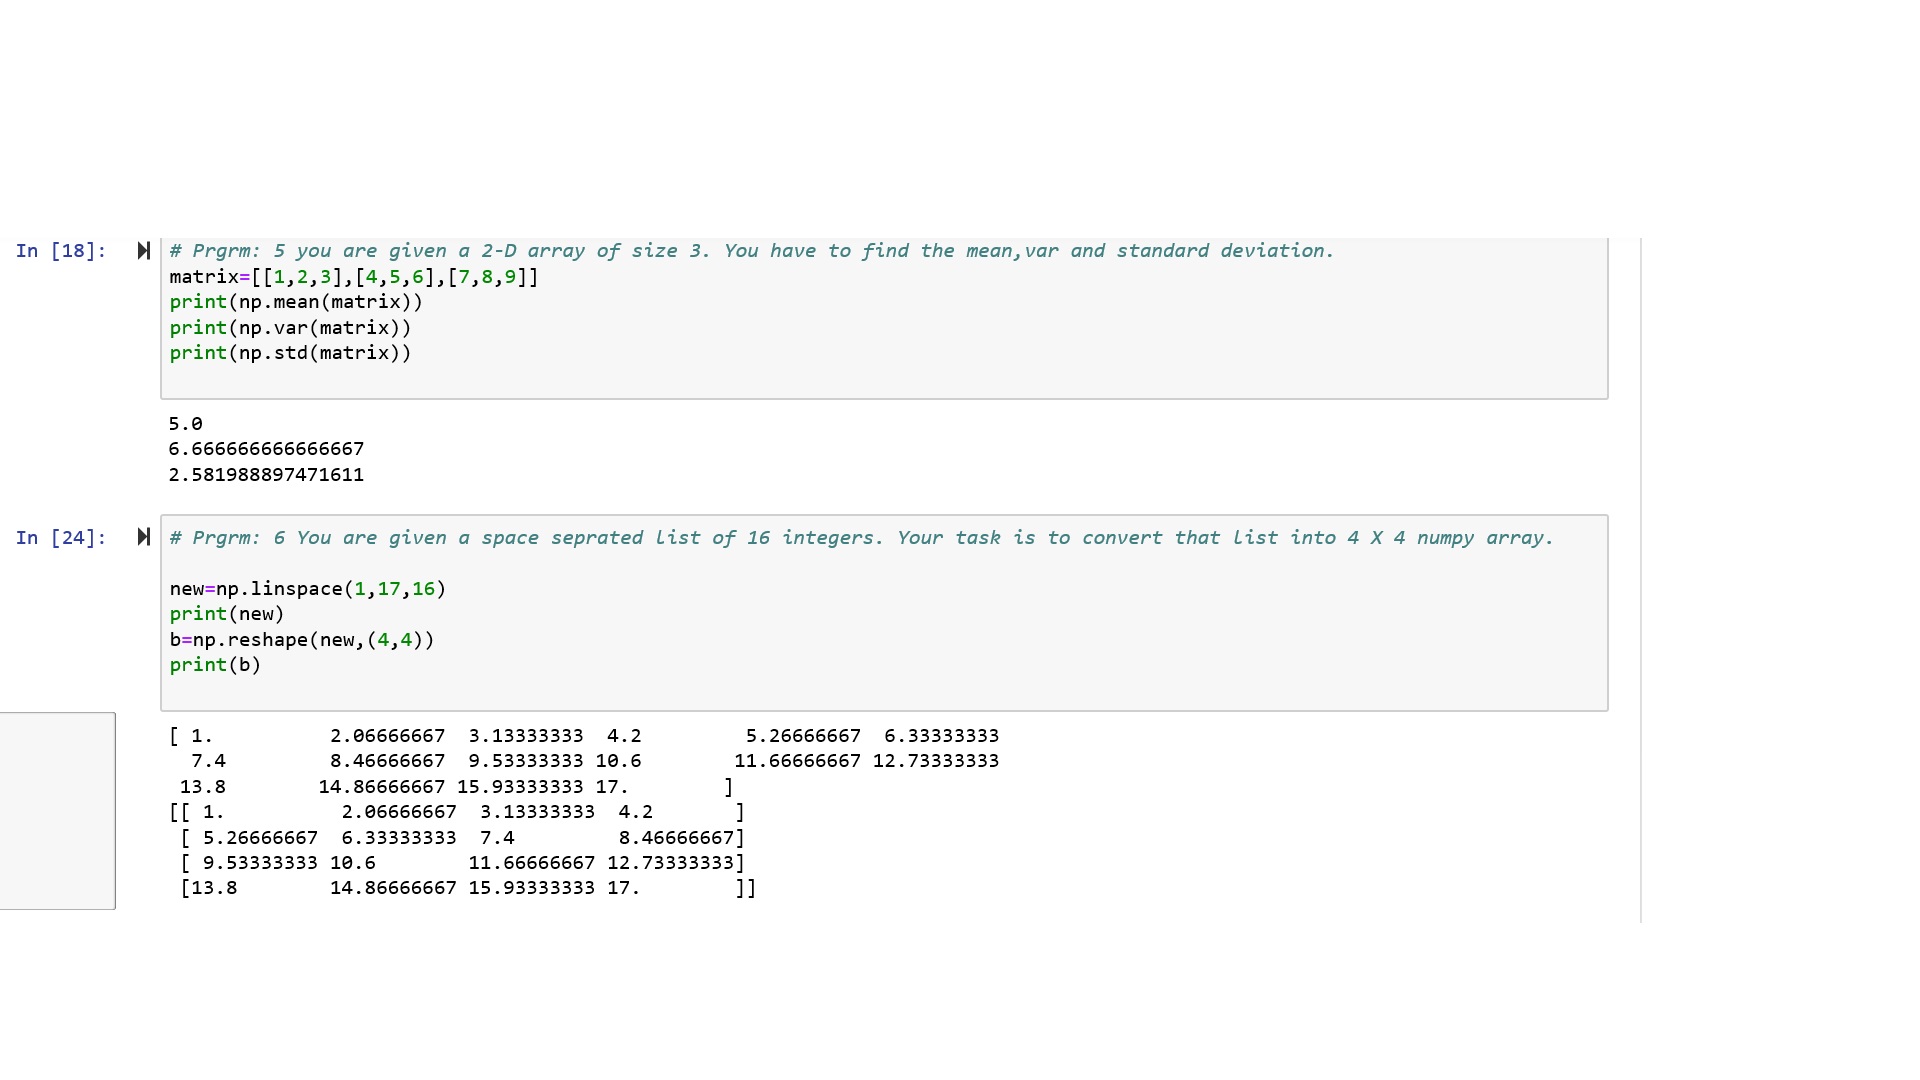 In [18]: # Prgrm: 5 you are given a 2-D array of size 3. You have to find the mean,var and standard deviation.
matrix=[[1,2,3],[4,5,6],[7,8,9]]
print(np.mean(matrix))
print(np.var(matrix))
print(np.std(matrix))
5.0
6.666666666666667
2.581988897471611
In [24]: # Prgrm: 6 You are given a space seprated list of 16 integers. Your task is to convert that list into 4 X 4 numpy array.
new=np.linspace(1,17,16)
print(new)
b=np.reshape(new,(4,4))
print(b)
[ 1.          2.06666667  3.13333333  4.2         5.26666667  6.33333333
  7.4         8.46666667  9.53333333 10.6        11.66666667 12.73333333
 13.8        14.86666667 15.93333333 17.        ]
[[ 1.          2.06666667  3.13333333  4.2       ]
 [ 5.26666667  6.33333333  7.4         8.46666667]
 [ 9.53333333 10.6        11.66666667 12.73333333]
 [13.8        14.86666667 15.93333333 17.        ]]